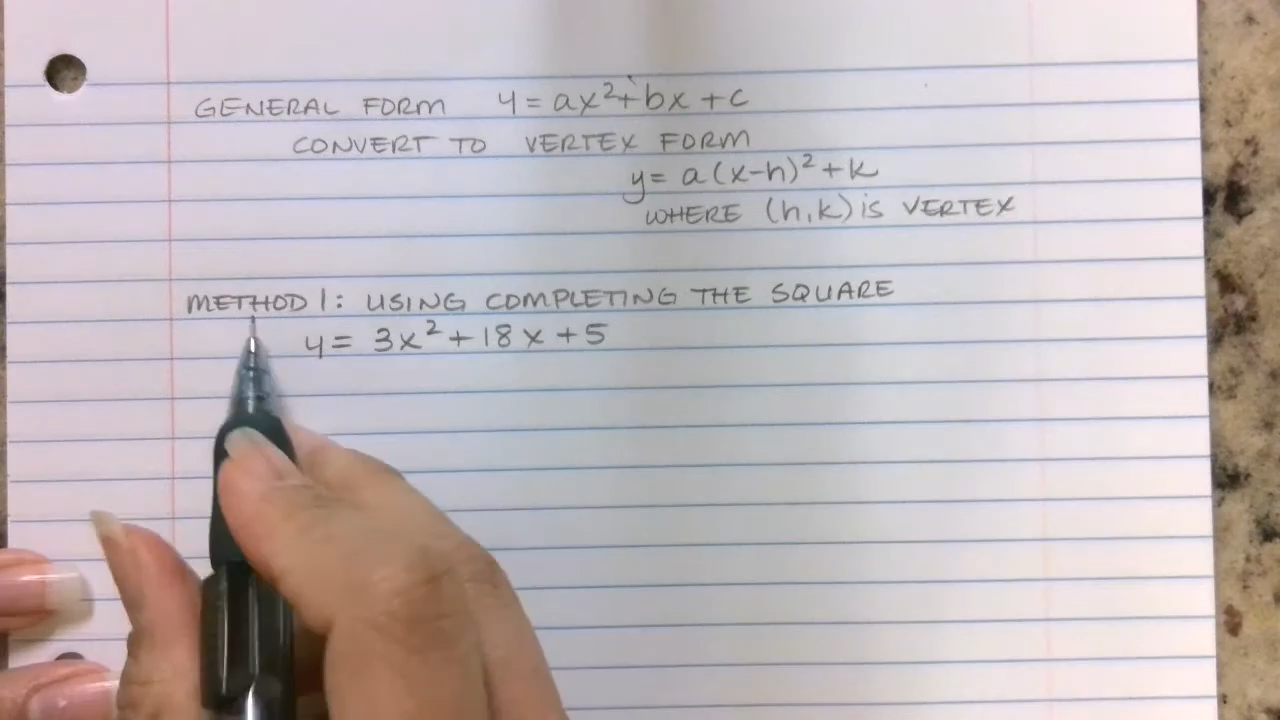 GENERAL FORM y = ax²+bx+c
CONVERT TO VERTEX FORM
y= a(x-h)²+k
WHERE (h,k) is VERTEX
METHOD 1: USING COMPLETING THE SQUARE
y= 3x²+18x+5